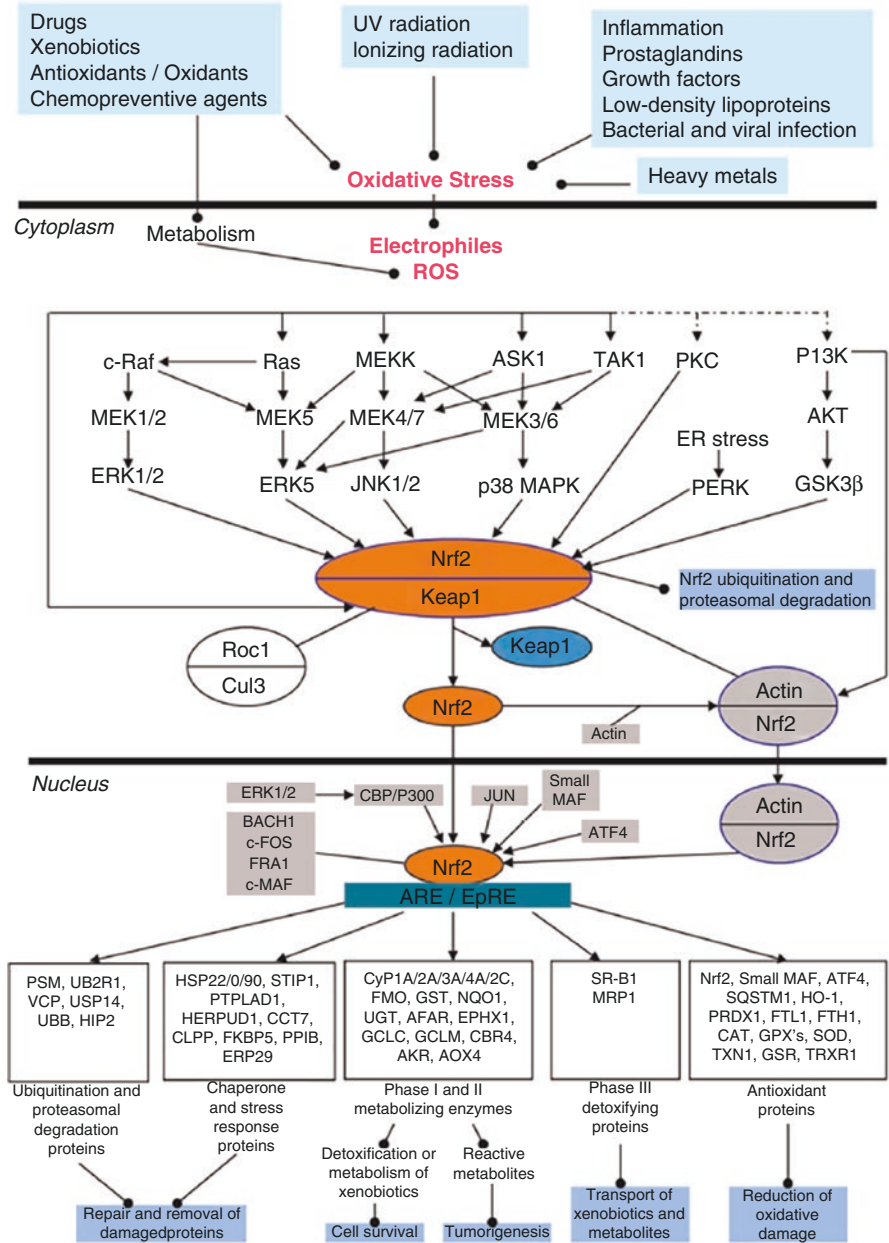 Drugs
Xenobiotics
Antioxidants / Oxidants
Chemopreventive agents
UV radiation
Ionizing radiation
Inflammation
Prostaglandins
Growth factors
Low-density lipoproteins
Bacterial and viral infection
Oxidative Stress
Heavy metals
Cytoplasm
Metabolism
Electrophiles
ROS
c-Raf
Ras
MEKK
ASK1
TAK1
PKC
P13K
MEK1/2
MEK5
MEK4/7
MEK3/6
AKT
ER stress
ERK1/2
ERK5
JNK1/2
p38 MAPK
PERK
GSK3β
Nrf2
Keap1
Nrf2 ubiquitination and
proteasomal degradation
Roc1
Cul3
Keap1
Nrf2
Actin
Actin
Nrf2
Nucleus
ERK1/2
CBP/P300
JUN
Small
MAF
ATF4
BACH1
c-FOS
FRA1
c-MAF
Actin
Nrf2
Nrf2
ARE / EpRE
PSM, UB2R1,
VCP, USP14,
UBB, HIP2
HSP22/0/90, STIP1,
PTPLAD1,
HERPUD1, CCT7,
CLPP, FKBP5, PPIB,
ERP29
CyP1A/2A/3A/4A/2C,
FMO, GST, NQO1,
UGT, AFAR, EPHX1,
GCLC, GCLM, CBR4,
AKR, AOX4
SR-B1
MRP1
Nrf2, Small MAF, ATF4,
SQSTM1, HO-1,
PRDX1, FTL1, FTH1,
CAT, GPX's, SOD,
TXN1, GSR, TRXR1
Ubiquitination and
proteasomal
degradation
proteins
Chaperone
and stress
response
proteins
Phase I and II
metabolizing enzymes
Phase III
detoxifying
proteins
Antioxidant
proteins
Detoxification or
metabolism of
xenobiotics
Reactive
metabolites
Repair and removal of
damagedproteins
Cell survival
Tumorigenesis
Transport of
xenobiotics and
metabolites
Reduction of
oxidative
damage